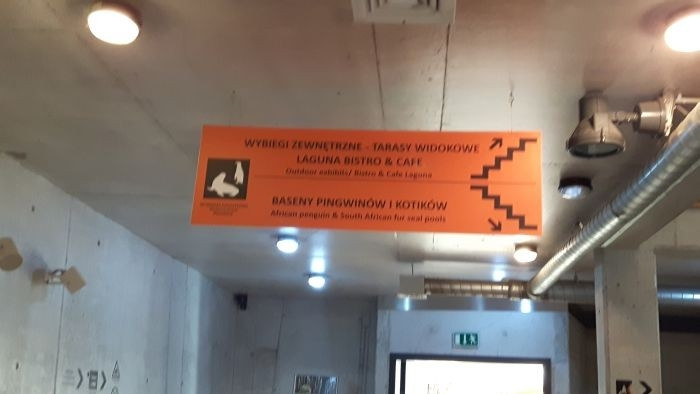 WYBIEGI ZEWNĘTRZNE - TARASY WIDOKOWE
LAGUNA BISTRO & CAFE
Outdoor exhibits/ Bistro & Cafe Laguna
BASENY PINGWINÓW I KOTIKÓW
African penguin & South African fur seal pools